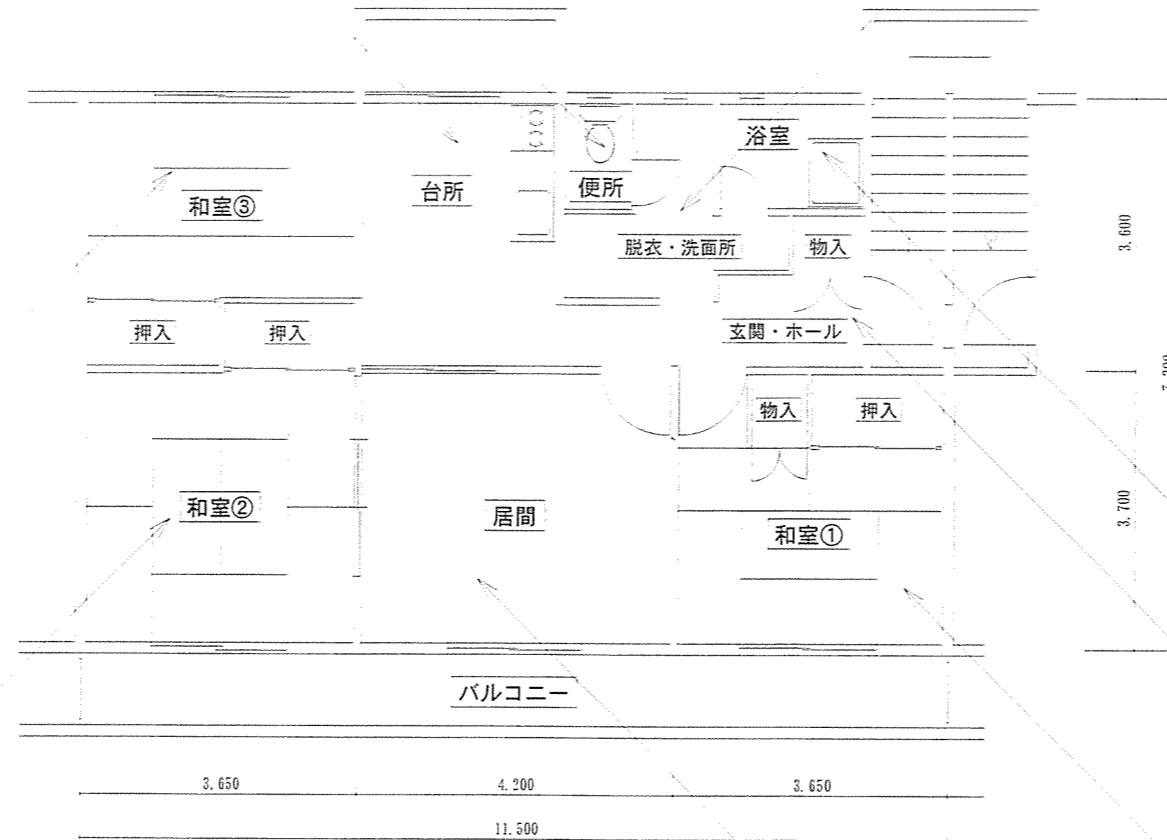 浴室
和室③
台所
便所
脱衣・洗面所
物入
3,600
押入
押入
玄関・ホール
物入
押入
和室②
居間
和室①
3,700
バルコニー
3,650
4,200
3,650
11,500